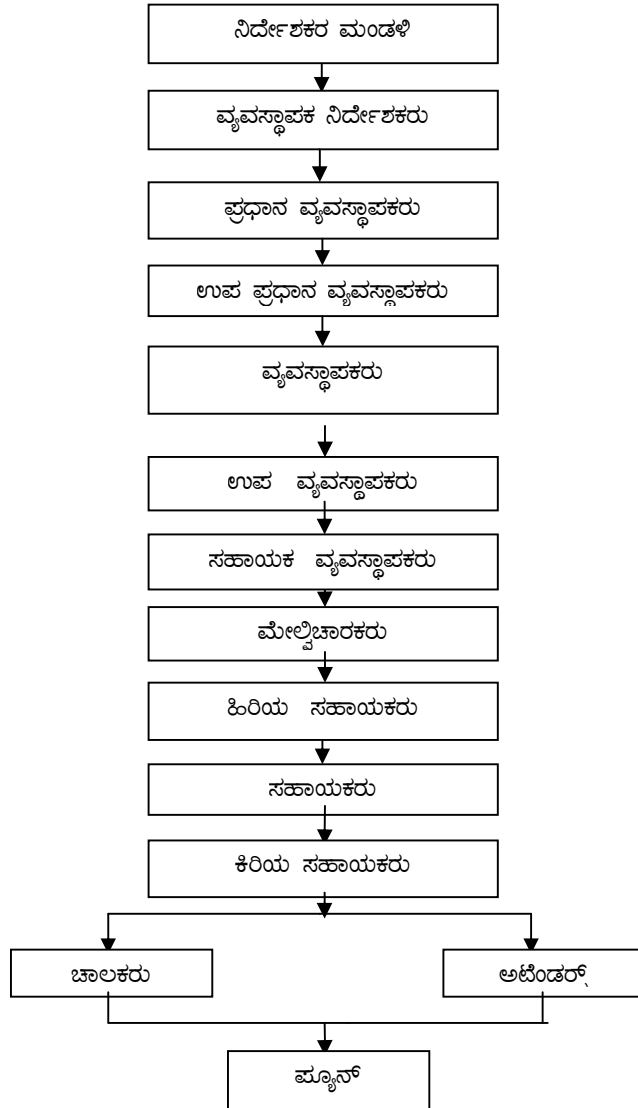 ನಿರ್ದೇಶಕರ ಮಂಡಳಿ
ವ್ಯವಸ್ಥಾಪಕ ನಿರ್ದೇಶಕರು
ಪ್ರಧಾನ ವ್ಯವಸ್ಥಾಪಕರು
ಉಪ ಪ್ರಧಾನ ವ್ಯವಸ್ಥಾಪಕರು
ವ್ಯವಸ್ಥಾಪಕರು
ಉಪ ವ್ಯವಸ್ಥಾಪಕರು
ಸಹಾಯಕ ವ್ಯವಸ್ಥಾಪಕರು
ಮೇಲ್ವಿಚಾರಕರು
ಹಿರಿಯ ಸಹಾಯಕರು
ಸಹಾಯಕರು
ಕಿರಿಯ ಸಹಾಯಕರು
ಚಾಲಕರು
ಅಟೆಂಡರ್
ಪ್ಯೂನ್